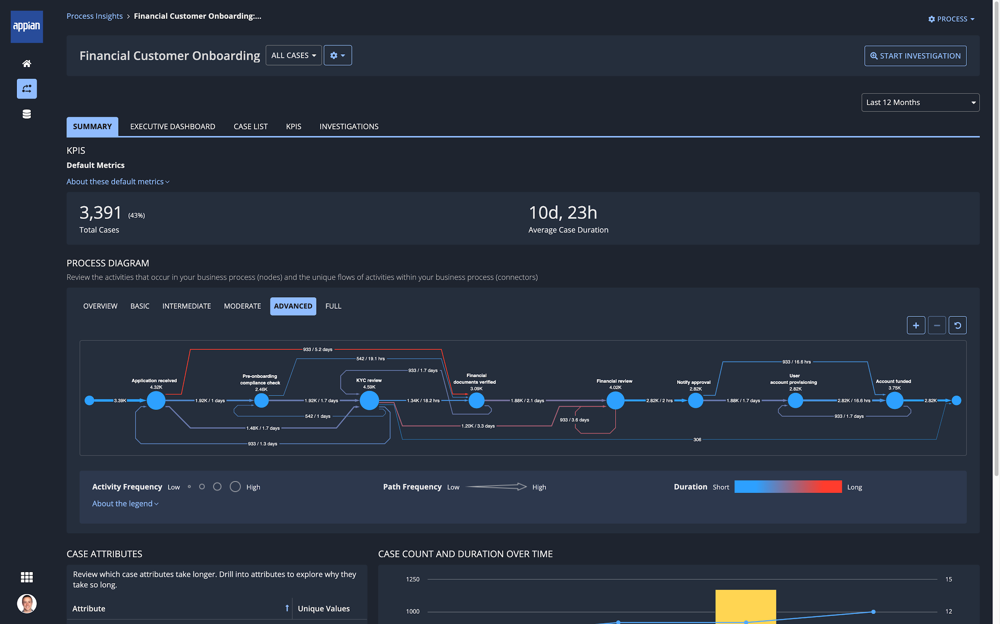 appian
Process Insights › Financial Customer Onboarding:...
PROCESS
Financial Customer Onboarding
ALL CASES
START INVESTIGATION
Last 12 Months
SUMMARY
EXECUTIVE DASHBOARD
CASE LIST
KPIS
INVESTIGATIONS
KPIS
Default Metrics
About these default metrics
3,391 (43%)
Total Cases
10d, 23h
Average Case Duration
PROCESS DIAGRAM
Review the activities that occur in your business process (nodes) and the unique flows of activities within your business process (connectors)
OVERVIEW
BASIC
INTERMEDIATE
MODERATE
ADVANCED
FULL
933 / 5.2 days
542 / 19.1 hrs
933 / 16.6 hrs
933 / 1.7 days
Application received
4.32K
Pre-onboarding
compliance check
2.46K
KYC review
4.59K
Financial
documents verified
3.09K
Financial review
4.02K
Notify approval
2.82K
User
account provisioning
2.82K
Account funded
3.75K
3.39K
1.92K / 1 days
1.92K / 1.7 days
1.34K / 18.2 hrs
1.88K / 2.1 days
2.82K / 2 hrs
1.88K / 1.7 days
2.82K / 16.6 hrs
2.82K
542 / 1 days
933 / 3.6 days
933 / 1.7 days
1.48K / 1.7 days
1.20K / 3.3 days
306
933 / 1.3 days
Activity Frequency Low High
Path Frequency Low High
Duration Short Long
About the legend
CASE ATTRIBUTES
Review which case attributes take longer. Drill into attributes to explore why they
take so long.
Attribute
Unique Values
CASE COUNT AND DURATION OVER TIME
1250
15
1000
12